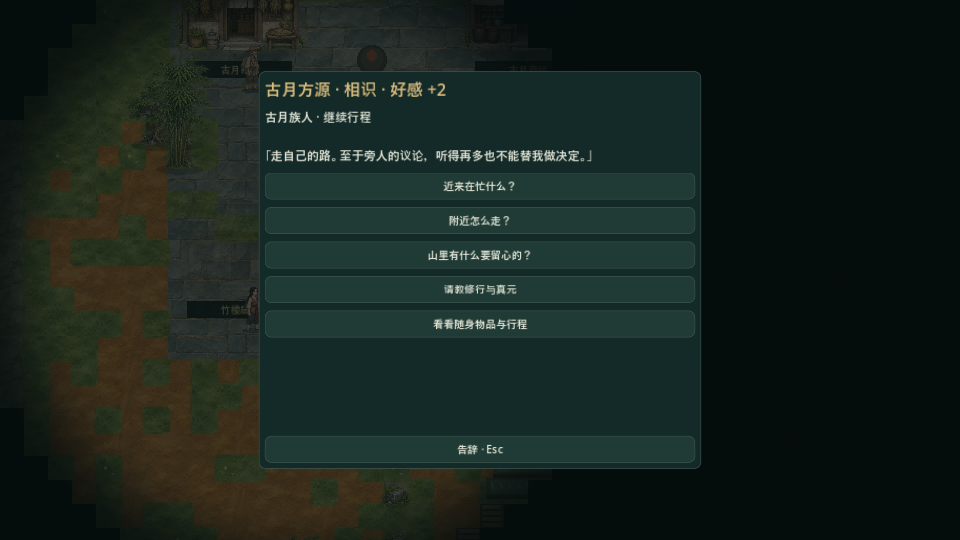 古月
古月方源 · 相识 · 好感 +2
古月族人 · 继续行程
「走自己的路。至于旁人的议论，听得再多也不能替我做决定。」
近来在忙什么？
附近怎么走？
山里有什么要留心的？
请教修行与真元
竹楼
看看随身物品与行程
告辞 · Esc